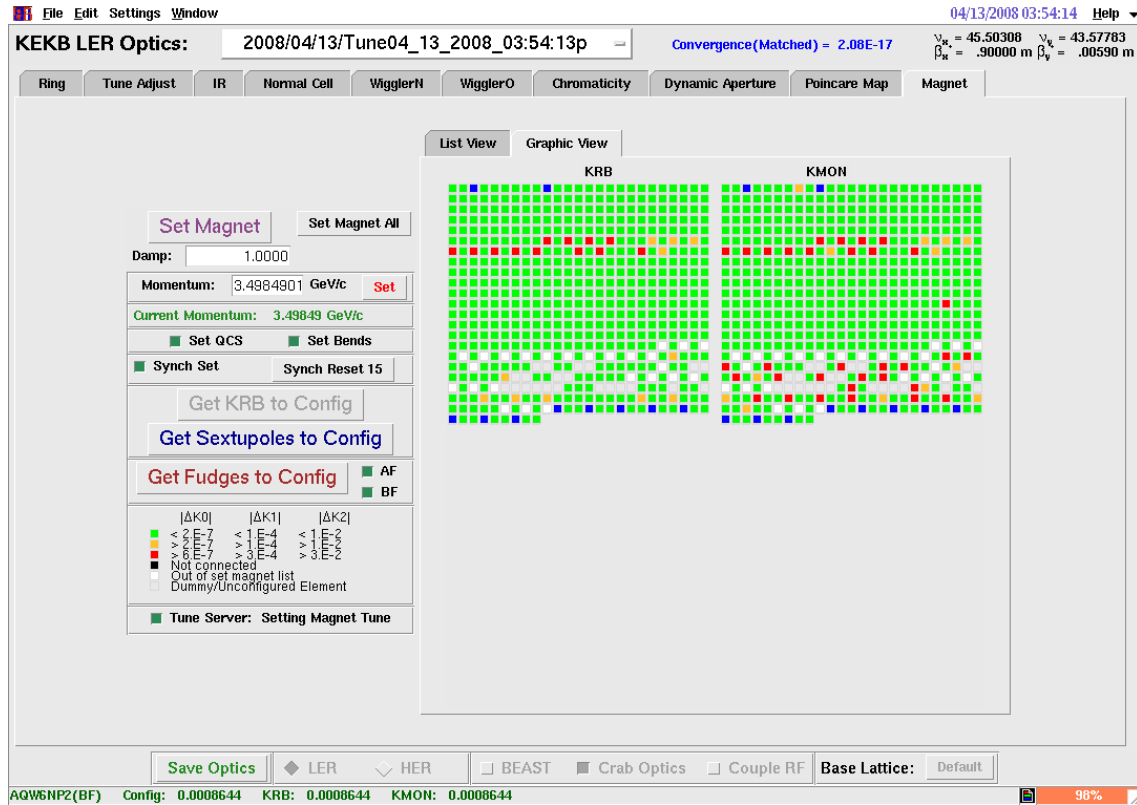 File Edit Settings Window 04/13/2008 03:54:14 Help
KEKB LER Optics: 2008/04/13/Tune04_13_2008_03:54:13p Convergence(Matched) = 2.08E-17 νx = 45.50308 νy = 43.57783
βx* = .90000 m βy* = .00590 m
Ring Tune Adjust IR Normal Cell WigglerN WigglerO Chromaticity Dynamic Aperture Poincare Map Magnet
List View Graphic View
KRB KMON
Set Magnet Set Magnet All
Damp: 1.0000
Momentum: 3.4984901 GeV/c Set
Current Momentum: 3.49849 GeV/c
Set QCS Set Bends
Synch Set Synch Reset 15
Get KRB to Config
Get Sextupoles to Config
Get Fudges to Config AF
BF
|ΔK0| |ΔK1| |ΔK2|
< 2.E-7 < 1.E-4 < 1.E-2
> 2.E-7 > 1.E-4 > 1.E-2
> 6.E-7 > 3.E-4 > 3.E-2
Not connected
Out of set magnet list
Dummy/Unconfigured Element
Tune Server: Setting Magnet Tune
Save Optics LER HER BEAST Crab Optics Couple RF Base Lattice: Default
AQW6NP2(BF) Config: 0.0008644 KRB: 0.0008644 KMON: 0.0008644 98%